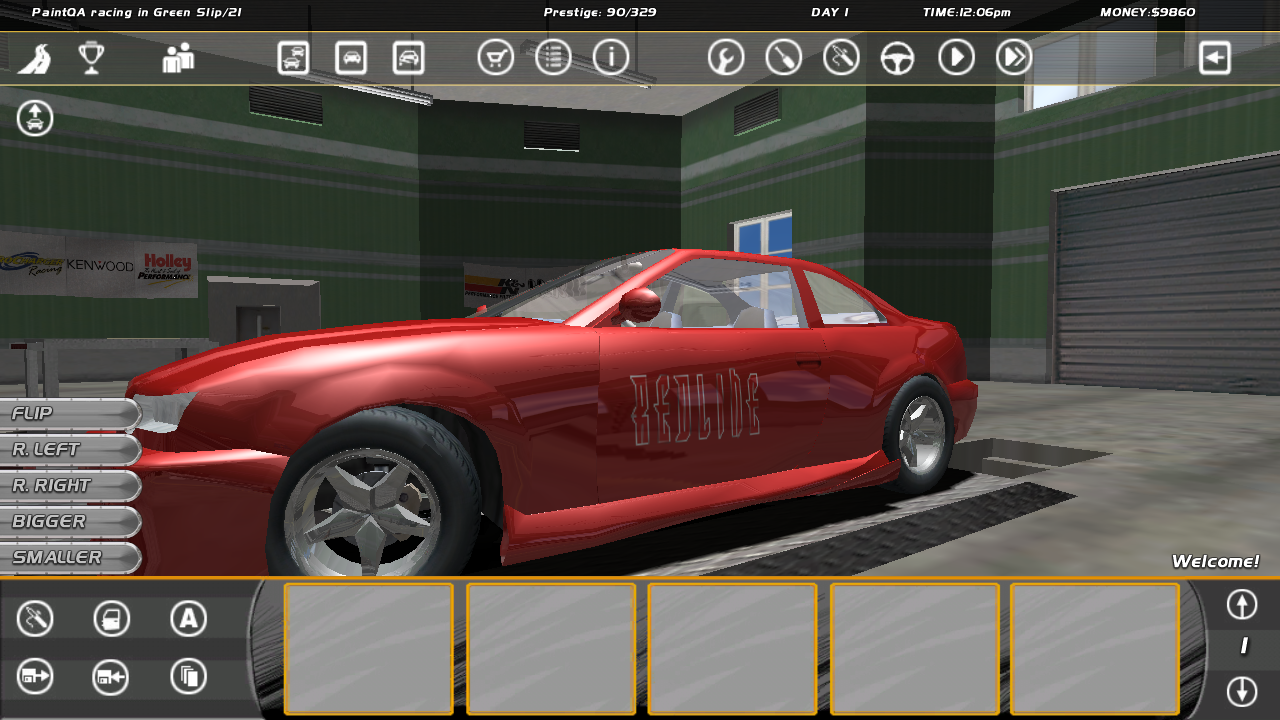 PaintQA racing in Green Slip/21
Prestige: 90/329
DAY 1
TIME:12:06pm
MONEY:$9860
KENWOOD
Racing
Holley
PERFORMANCE
K&N
REDLINE
FLIP
R. LEFT
R. RIGHT
BIGGER
SMALLER
Welcome!
A
1